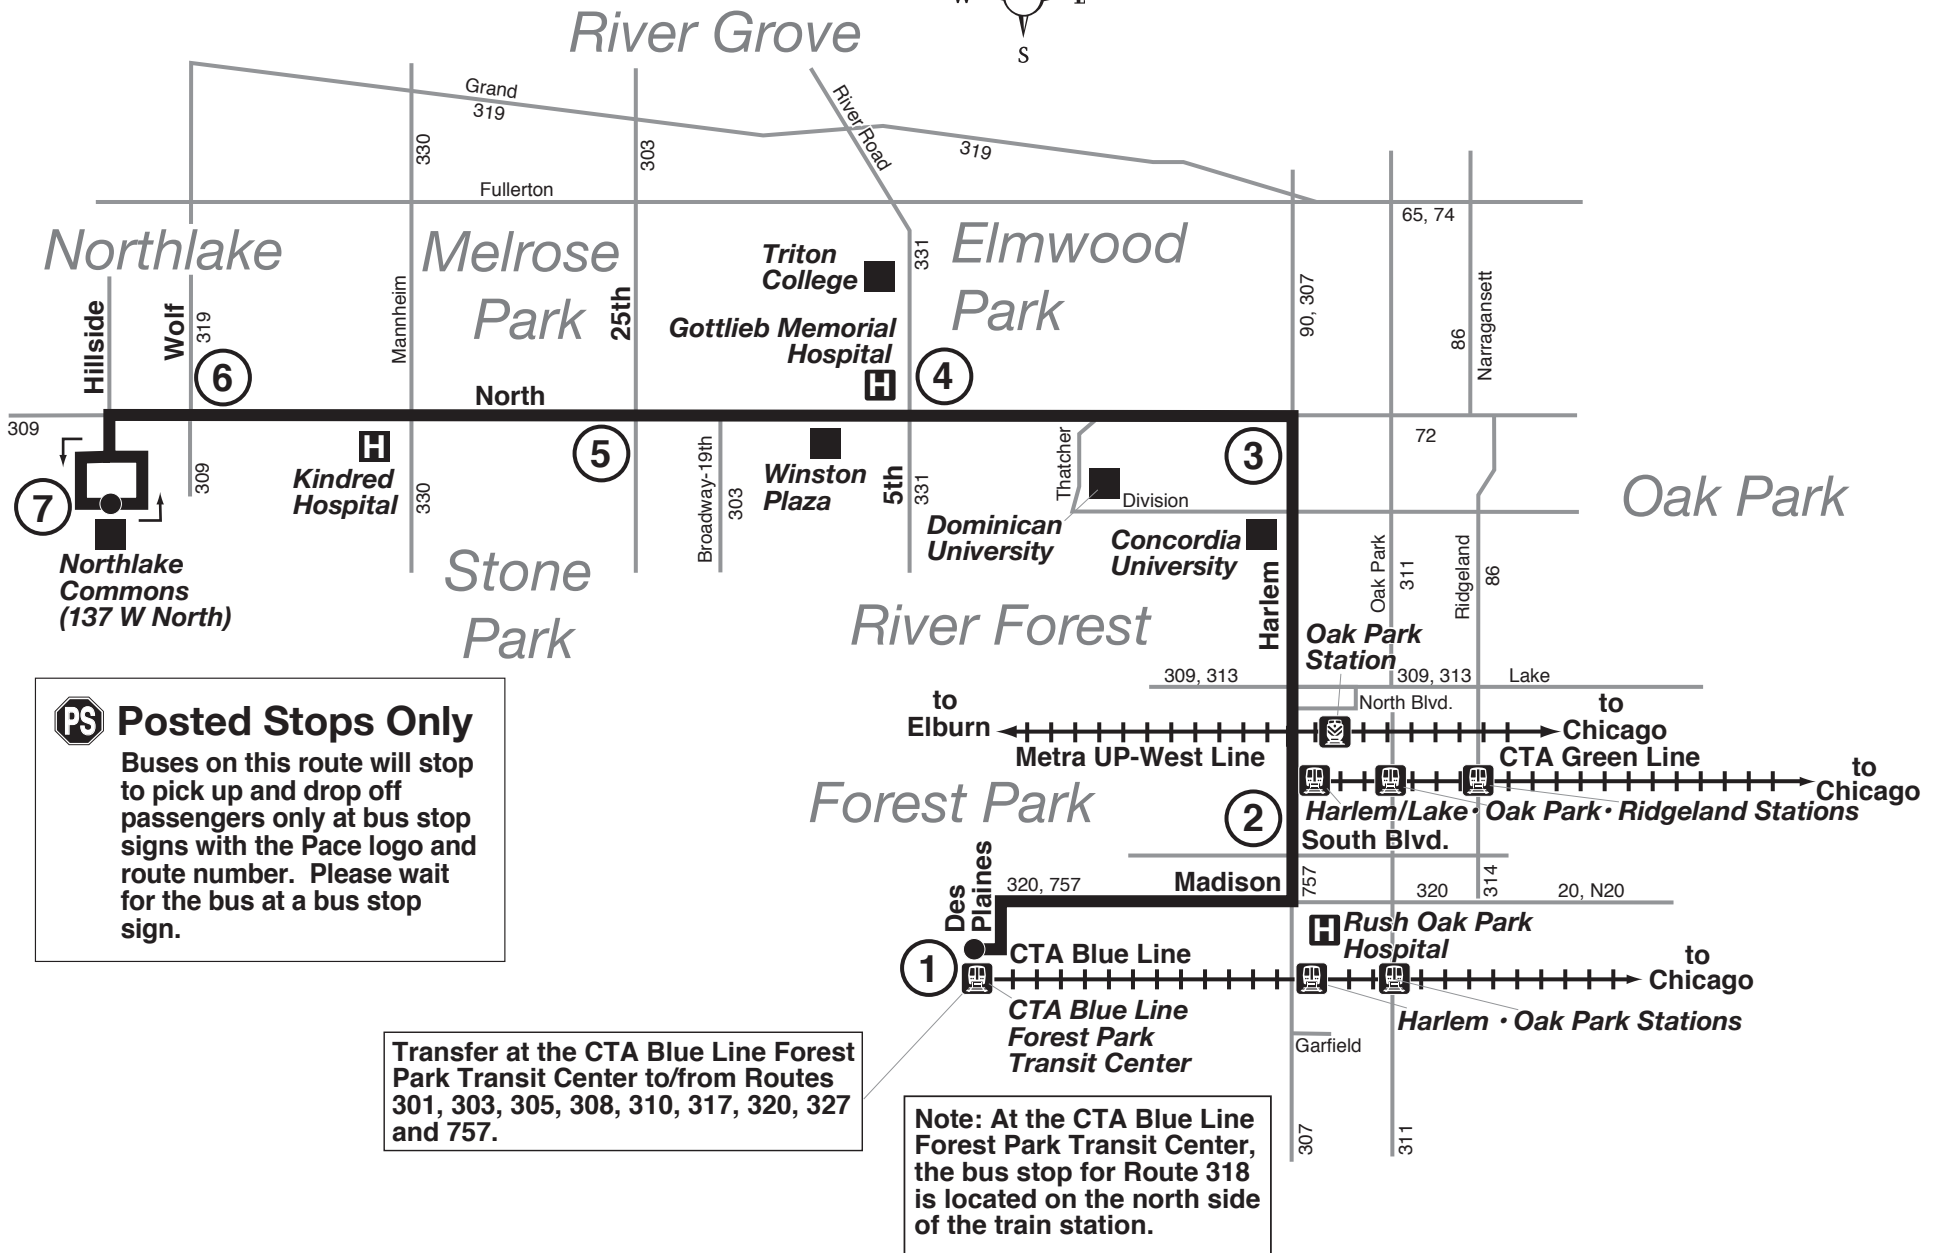 W
E
S
River Grove
Grand
319
River Road
330
303
319
Fullerton
65, 74
Northlake
Melrose
Park
Elmwood
Park
Triton
College
331
Hillside
Wolf
319
Mannheim
25th
90, 307
86
Narragansett
Gottlieb Memorial
Hospital
H
6
4
North
309
309
H
Kindred
Hospital
330
5
Broadway-19th
303
Winston
Plaza
5th
331
Thatcher
3
72
Division
Dominican
University
Concordia
University
Oak Park
7
Northlake
Commons
(137 W North)
Stone
Park
River Forest
Harlem
Oak Park
311
Ridgeland
86
Oak Park
Station
309, 313
309, 313
Lake
North Blvd.
to
Elburn
to
Chicago
Metra UP-West Line
CTA Green Line
to
Chicago
Harlem/Lake • Oak Park • Ridgeland Stations
Forest Park
2
South Blvd.
PS Posted Stops Only
Buses on this route will stop
to pick up and drop off
passengers only at bus stop
signs with the Pace logo and
route number.  Please wait
for the bus at a bus stop
sign.
Des
Plaines
320, 757
Madison
757
320
314
20, N20
H
Rush Oak Park
Hospital
1
CTA Blue Line
to
Chicago
CTA Blue Line
Forest Park
Transit Center
Harlem • Oak Park Stations
Garfield
307
311
Transfer at the CTA Blue Line Forest
Park Transit Center to/from Routes
301, 303, 305, 308, 310, 317, 320, 327
and 757.
Note: At the CTA Blue Line
Forest Park Transit Center,
the bus stop for Route 318
is located on the north side
of the train station.